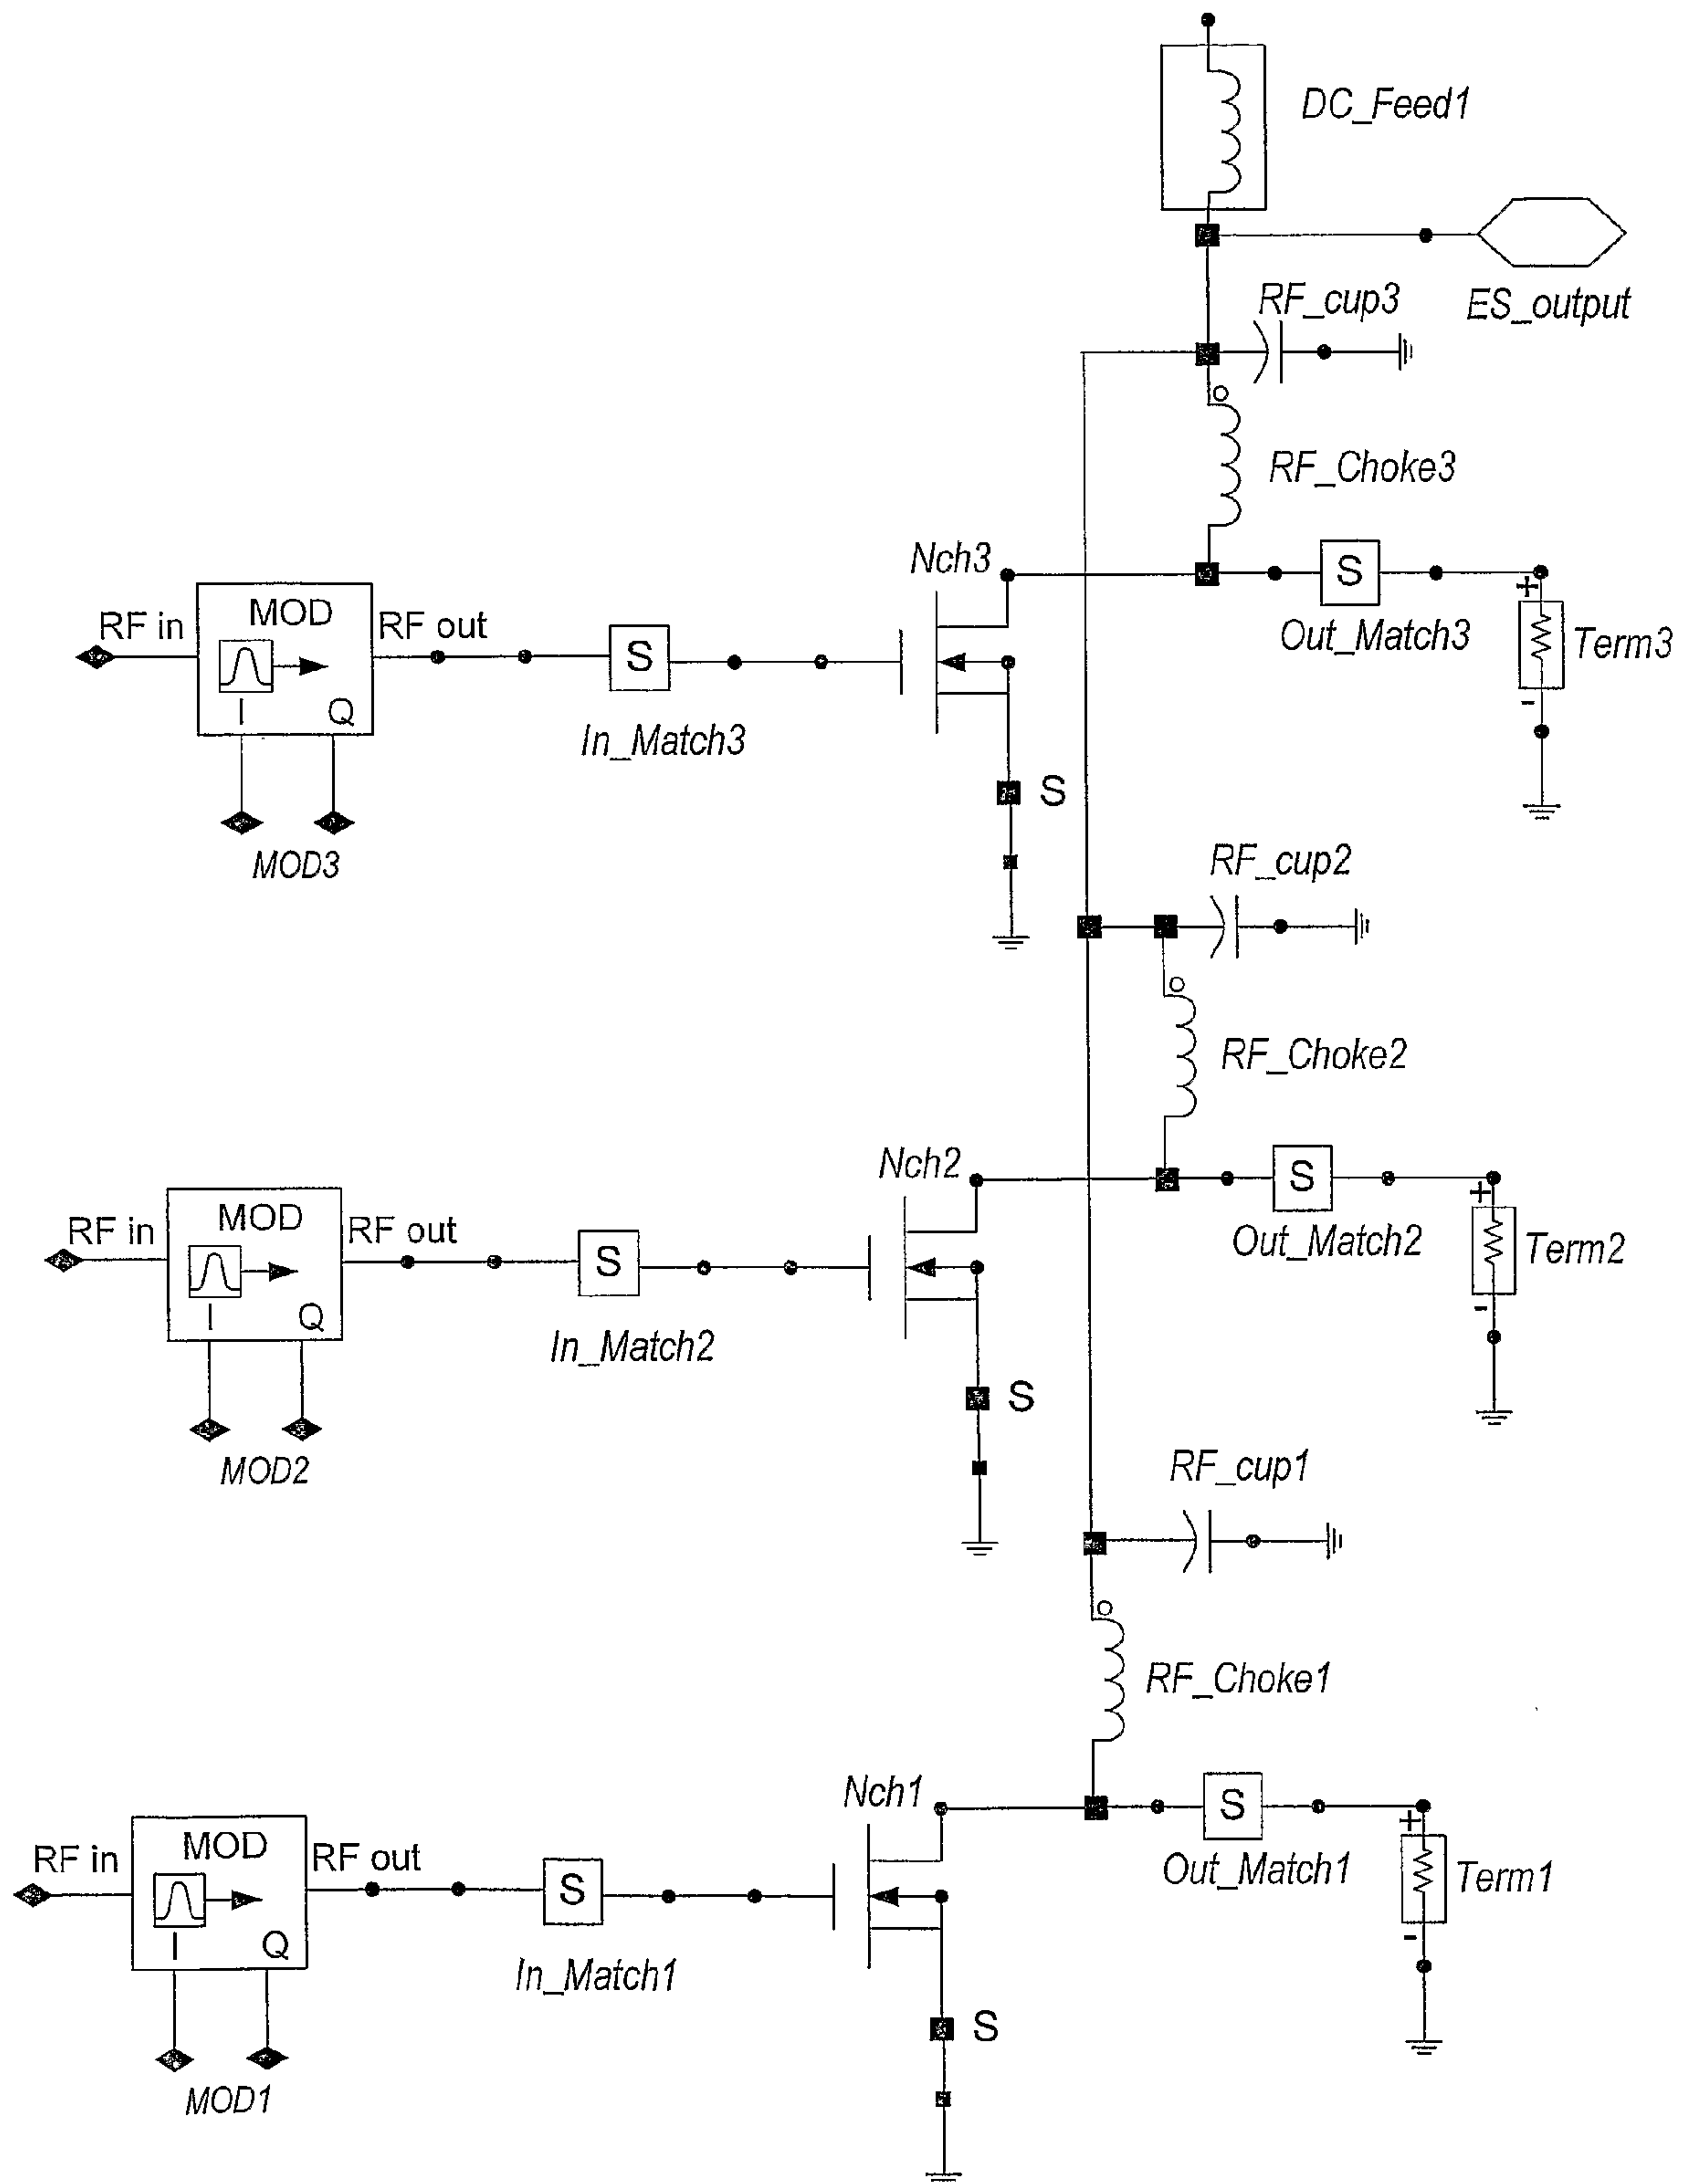 DC_Feed1
ES_output
RF_cup3
RF_Choke3
Nch3
S
Out_Match3
+
Term3
-
RF in
MOD
RF out
I
Q
MOD3
S
In_Match3
S
RF_cup2
RF_Choke2
Nch2
S
Out_Match2
+
Term2
-
RF in
MOD
RF out
I
Q
MOD2
S
In_Match2
S
RF_cup1
RF_Choke1
Nch1
S
Out_Match1
+
Term1
-
RF in
MOD
RF out
I
Q
MOD1
S
In_Match1
S